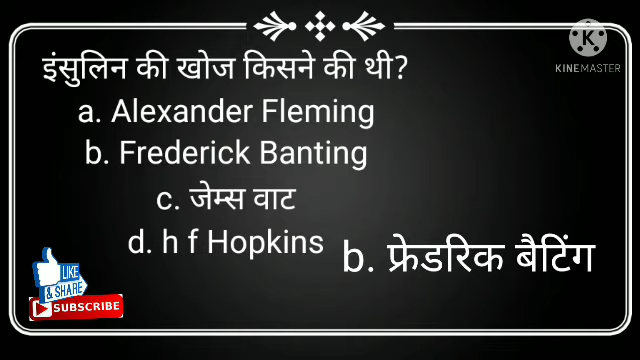 KINEMASTER
इंसुलिन की खोज किसने की थी?
a. Alexander Fleming
b. Frederick Banting
c. जेम्स वाट
d. h f Hopkins
b. फ्रेडरिक बैटिंग
LIKE
& SHARE
SUBSCRIBE